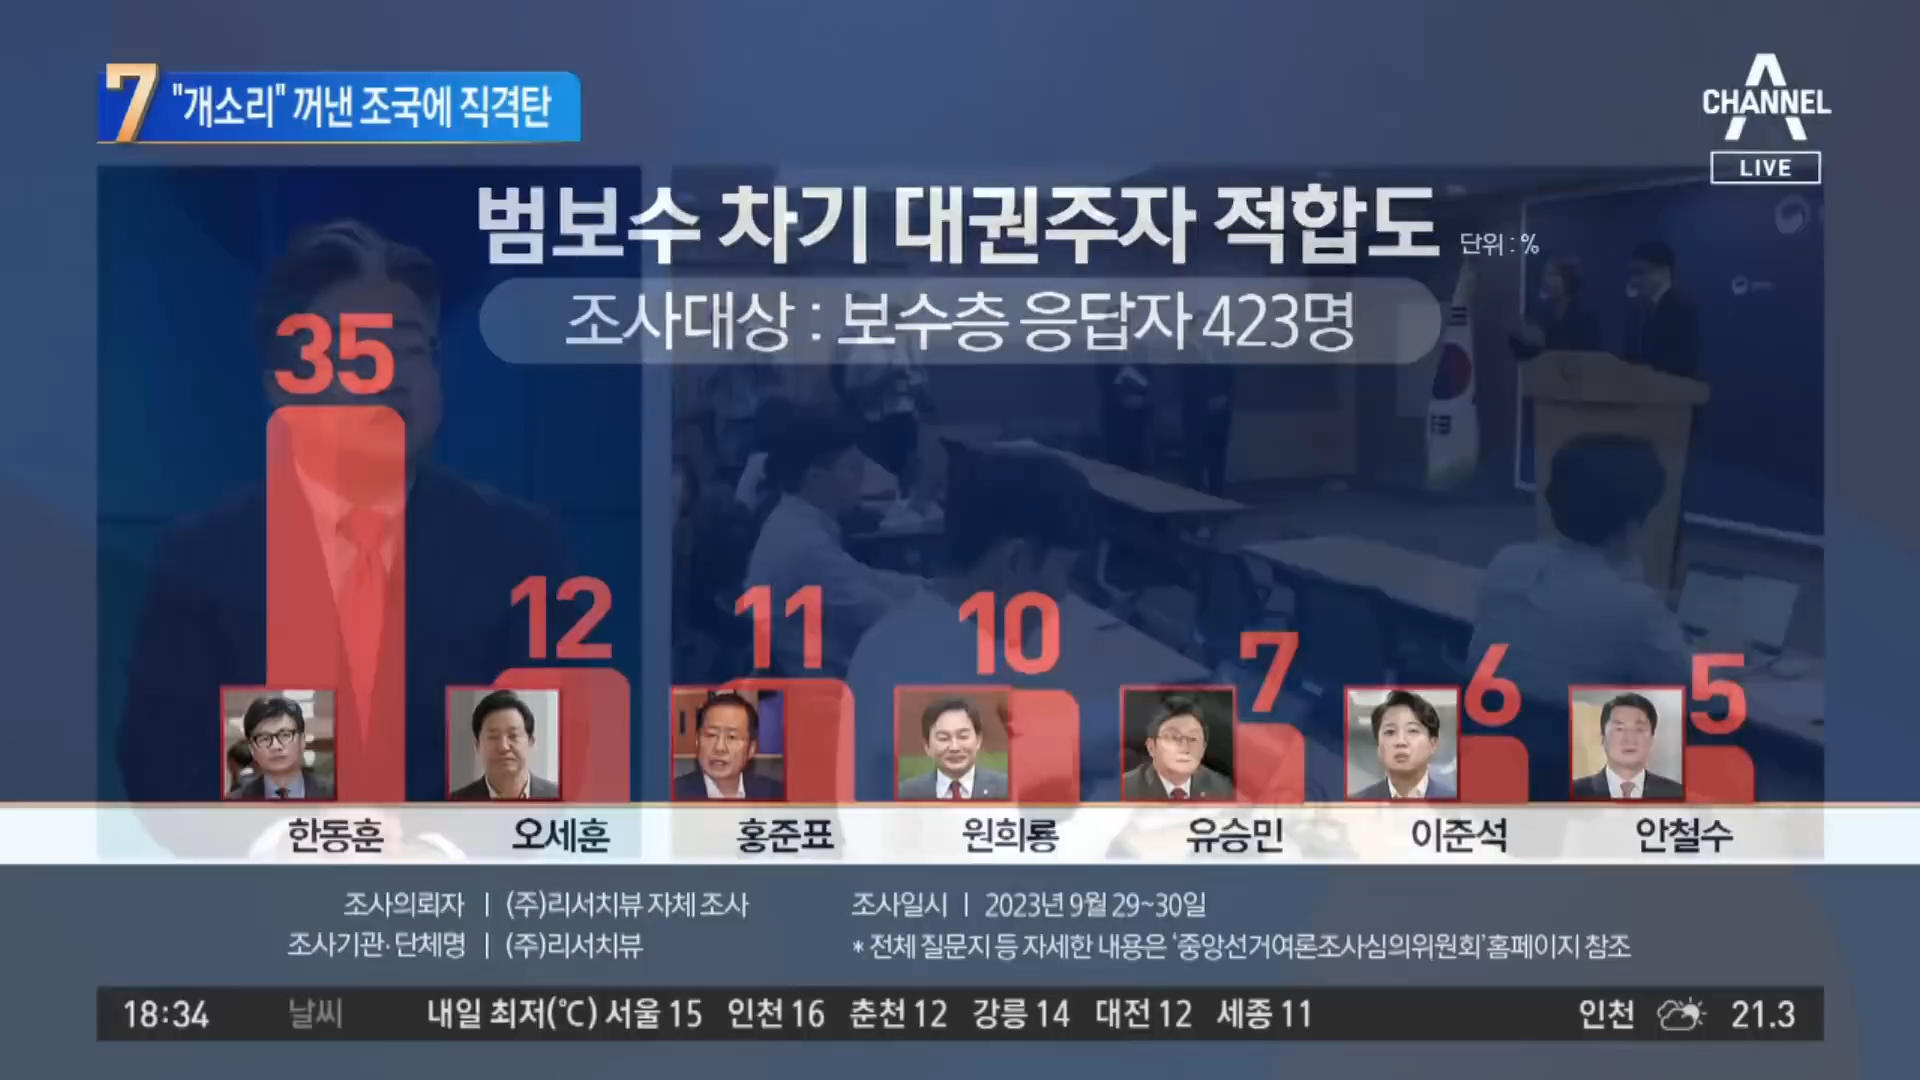 7 "개소리" 꺼낸 조국에 직격탄
CHANNEL A
LIVE
범보수 차기 대권주자 적합도 단위 : %
조사대상 : 보수층 응답자 423명
35
12
11
10
7
6
5
한동훈 오세훈 홍준표 원희룡 유승민 이준석 안철수
조사의뢰자 | (주)리서치뷰 자체 조사
조사기관·단체명 | (주)리서치뷰
조사일시 | 2023년 9월 29~30일
* 전체 질문지 등 자세한 내용은 '중앙선거여론조사심의위원회' 홈페이지 참조
18:34 날씨 내일 최저(℃) 서울 15 인천 16 춘천 12 강릉 14 대전 12 세종 11 인천 21.3